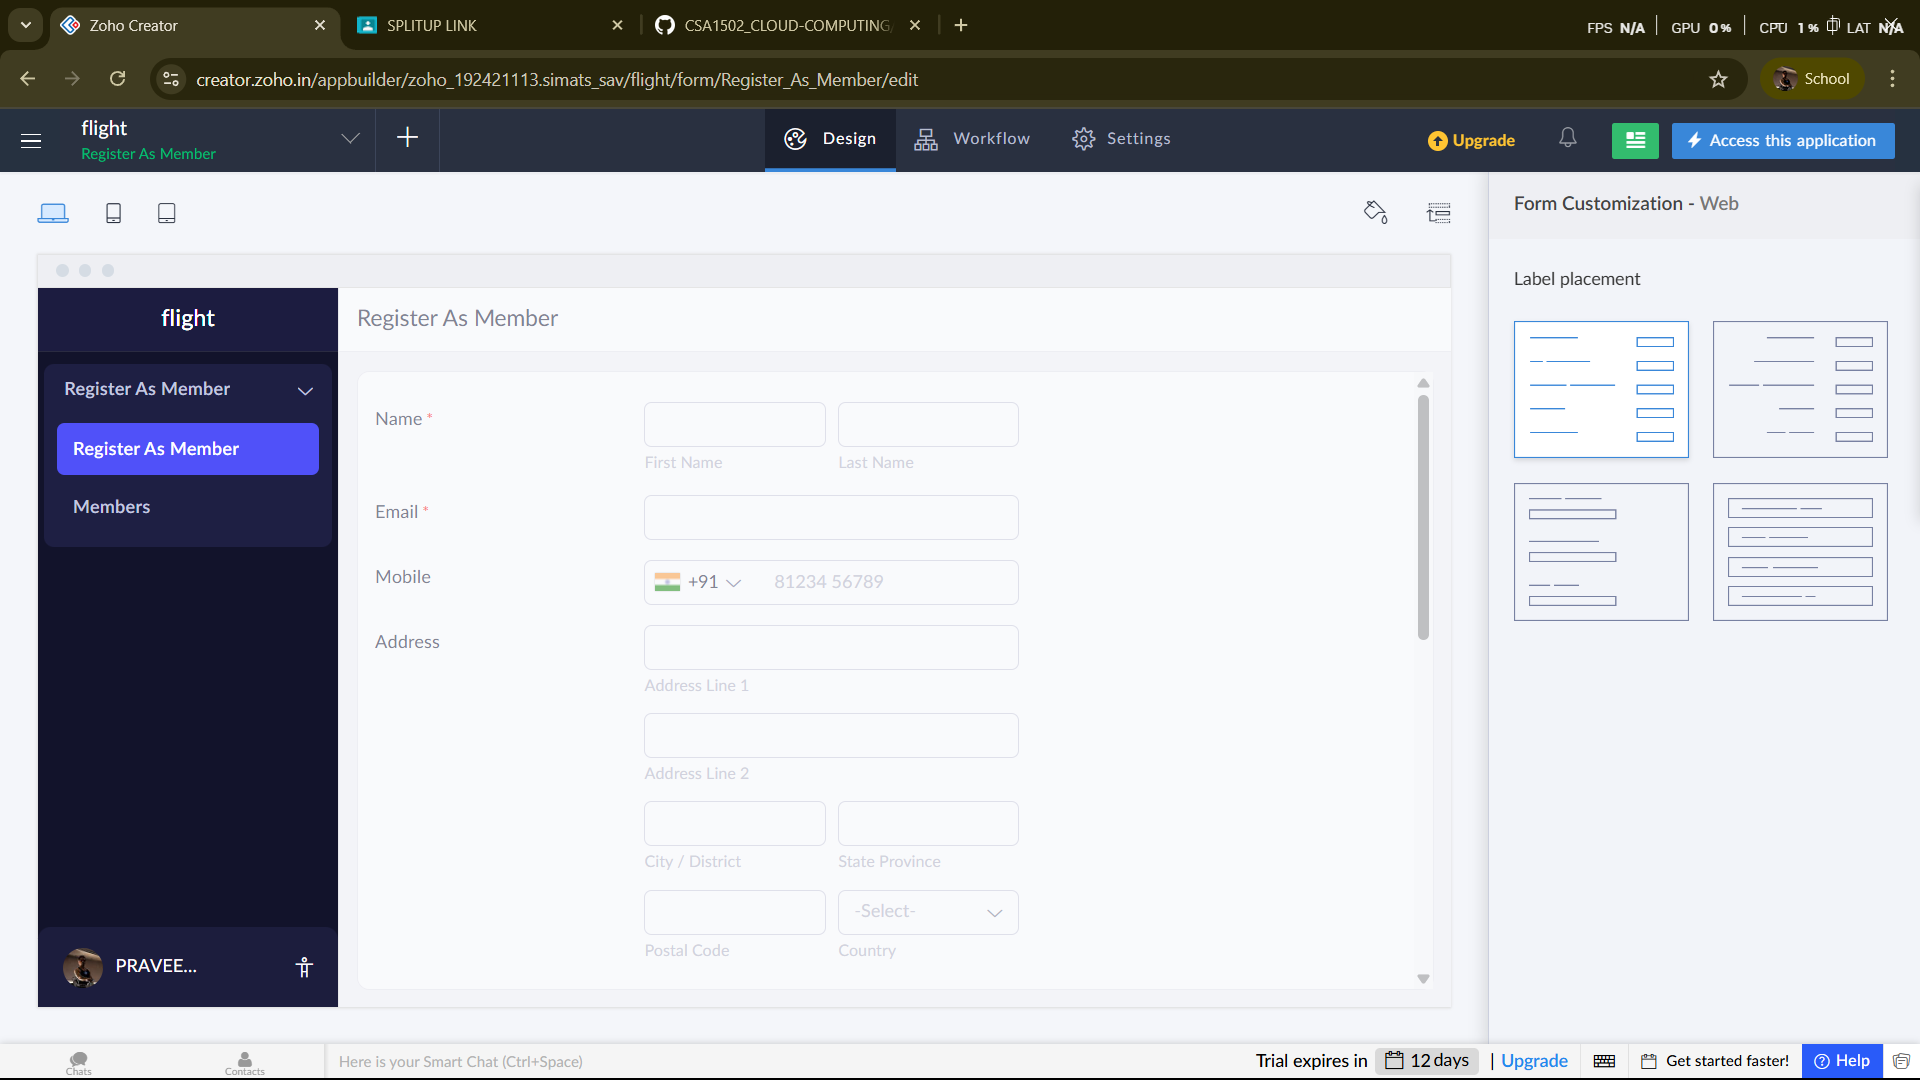 Zoho Creator
SPLITUP LINK
CSA1502_CLOUD-COMPUTING
FPS N/A
GPU 0%
CPU 1%
LAT N/A
creator.zoho.in/appbuilder/zoho_192421113.simats_sav/flight/form/Register_As_Member/edit
School
flight
Register As Member
Design
Workflow
Settings
Upgrade
Access this application
Form Customization - Web
Label placement
flight
Register As Member
Register As Member
Members
PRAVEE...
Register As Member
Name *
First Name
Last Name
Email *
Mobile
+91
81234 56789
Address
Address Line 1
Address Line 2
City / District
State Province
-Select-
Postal Code
Country
Chats
Contacts
Here is your Smart Chat (Ctrl+Space)
Trial expires in 12 days | Upgrade
Get started faster!
Help